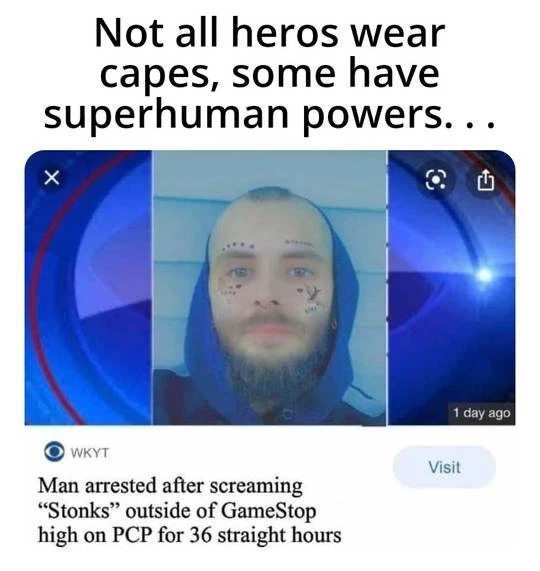 Not all heros wear
capes, some have
superhuman powers. . .
1 day ago
WKYT
Visit
Man arrested after screaming
“Stonks” outside of GameStop
high on PCP for 36 straight hours